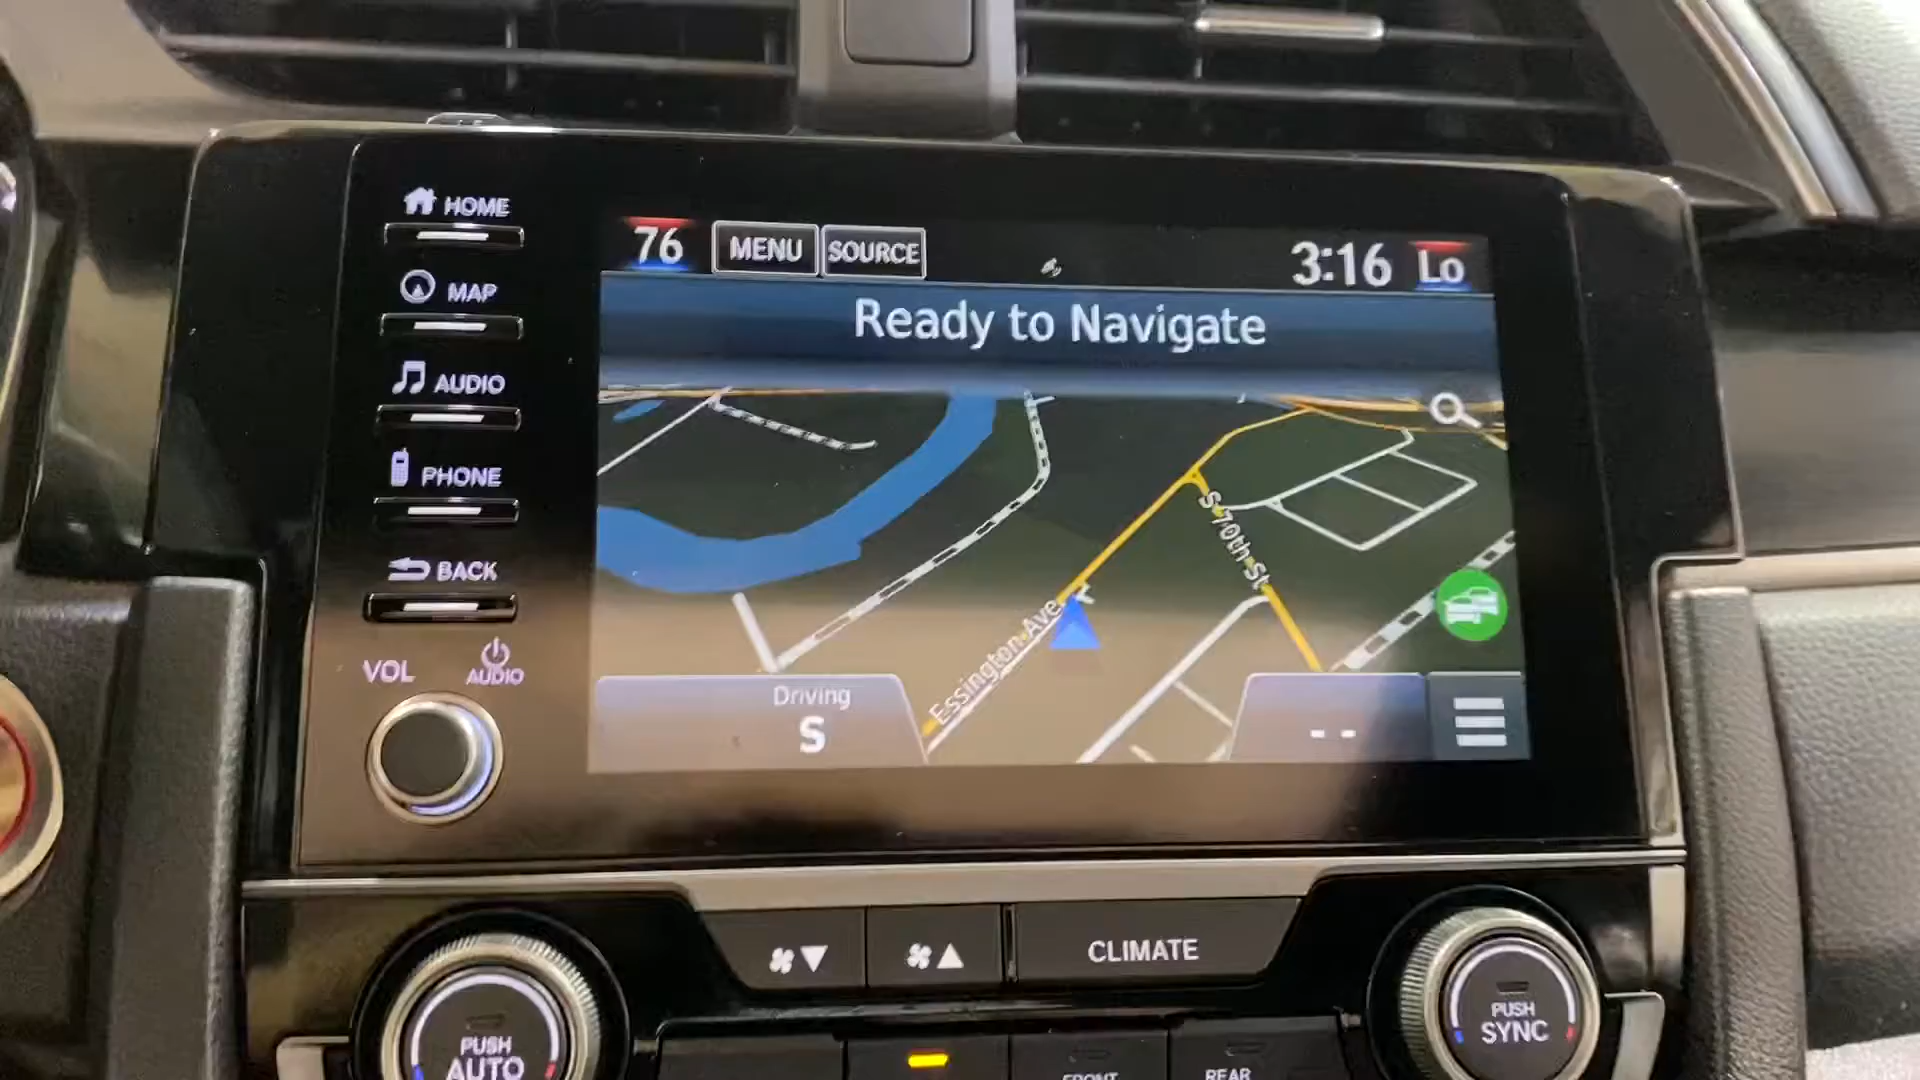 HOME
MAP
AUDIO
PHONE
BACK
VOL
AUDIO
76
MENU
SOURCE
3:16
Lo
Ready to Navigate
S 70th St
Essington Ave
Driving
S
--
CLIMATE
PUSH
AUTO
PUSH
SYNC
FRONT
REAR